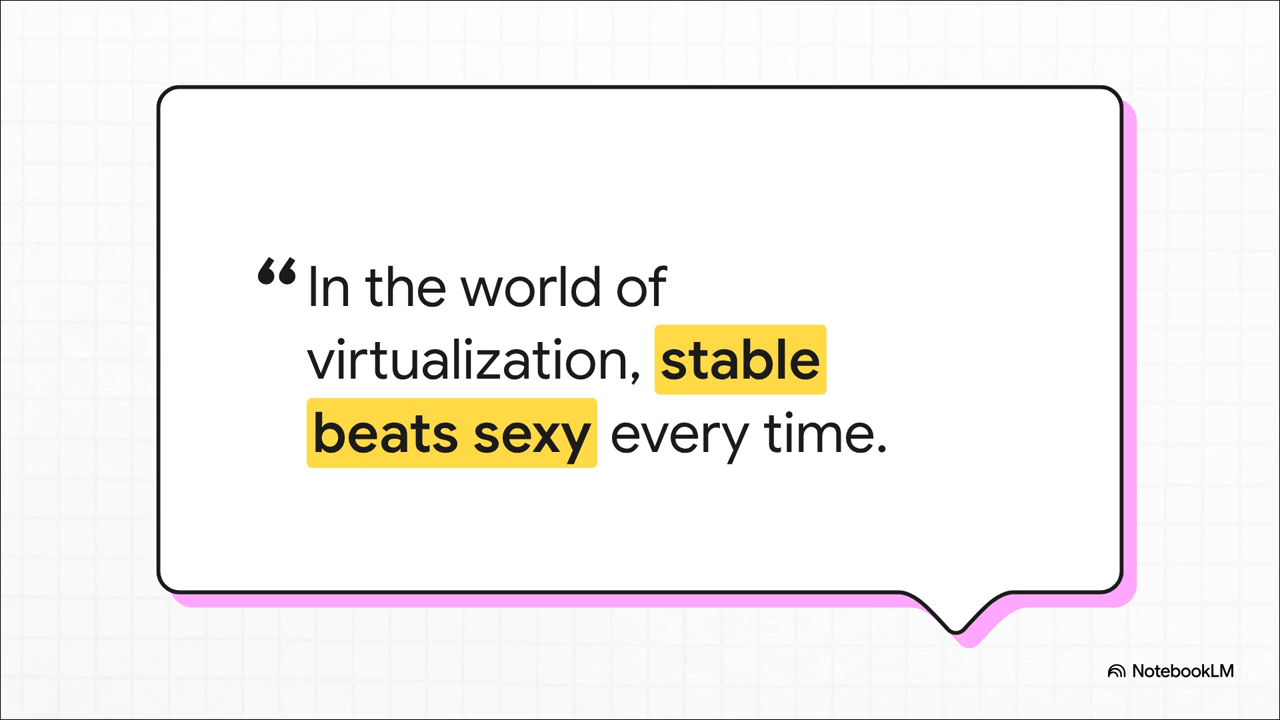 “In the world of
virtualization, stable
beats sexy every time.
NotebookLM